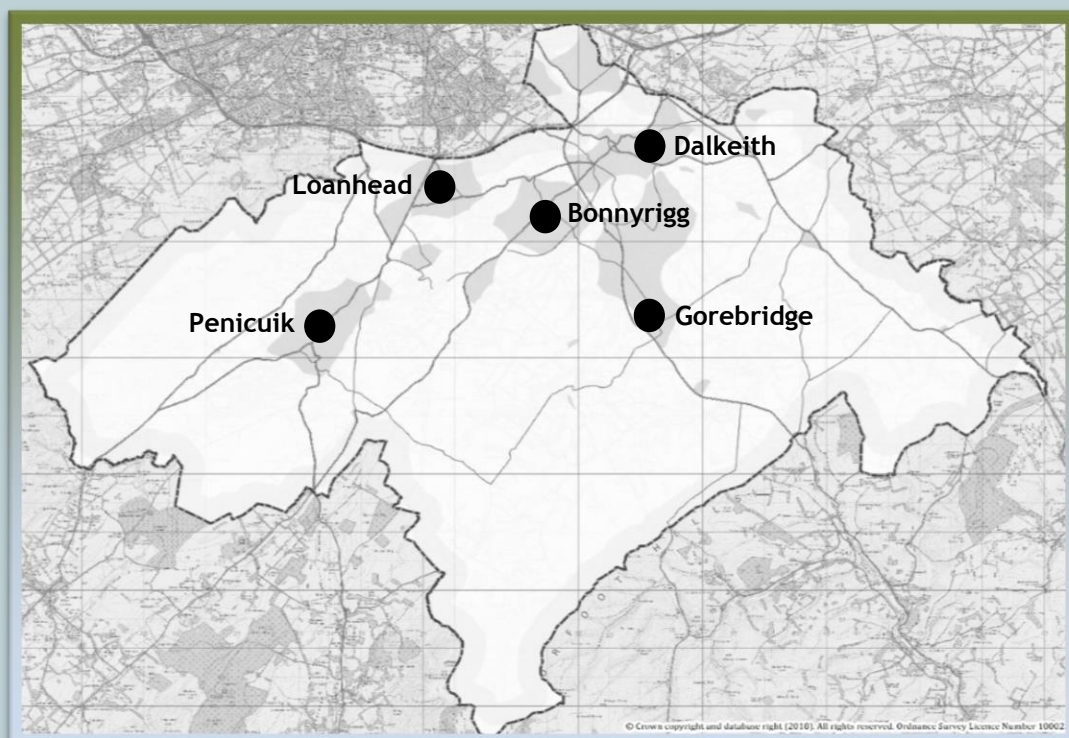 Dalkeith
Loanhead
Bonnyrigg
Penicuik
Gorebridge
© Crown copyright and database right (2010). All rights reserved. Ordnance Survey Licence Number 10002